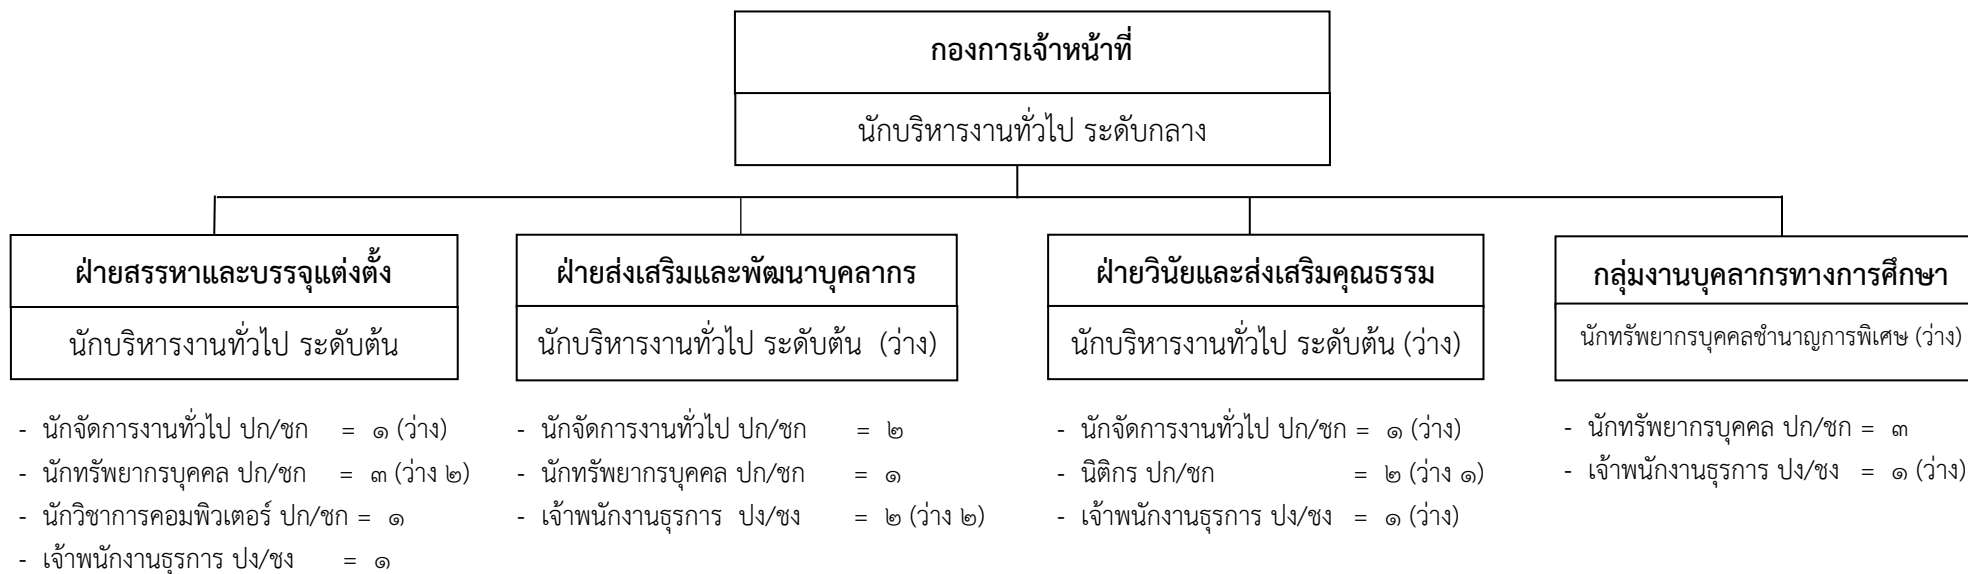 กองการเจ้าหน้าที่
นักบริหารงานทั่วไป ระดับกลาง
ฝ่ายสรรหาและบรรจุแต่งตั้ง
นักบริหารงานทั่วไป ระดับต้น
- นักจัดการงานทั่วไป ปก/ชก = ๑ (ว่าง)
- นักทรัพยากรบุคคล ปก/ชก = ๓ (ว่าง ๒)
- นักวิชาการคอมพิวเตอร์ ปก/ชก = ๑
- เจ้าพนักงานธุรการ ปง/ชง = ๑
ฝ่ายส่งเสริมและพัฒนาบุคลากร
นักบริหารงานทั่วไป ระดับต้น (ว่าง)
- นักจัดการงานทั่วไป ปก/ชก = ๒
- นักทรัพยากรบุคคล ปก/ชก = ๑
- เจ้าพนักงานธุรการ ปง/ชง = ๒ (ว่าง ๒)
ฝ่ายวินัยและส่งเสริมคุณธรรม
นักบริหารงานทั่วไป ระดับต้น (ว่าง)
- นักจัดการงานทั่วไป ปก/ชก = ๑ (ว่าง)
- นิติกร ปก/ชก = ๒ (ว่าง ๑)
- เจ้าพนักงานธุรการ ปง/ชง = ๑ (ว่าง)
กลุ่มงานบุคลากรทางการศึกษา
นักทรัพยากรบุคคลชำนาญการพิเศษ (ว่าง)
- นักทรัพยากรบุคคล ปก/ชก = ๓
- เจ้าพนักงานธุรการ ปง/ชง = ๑ (ว่าง)